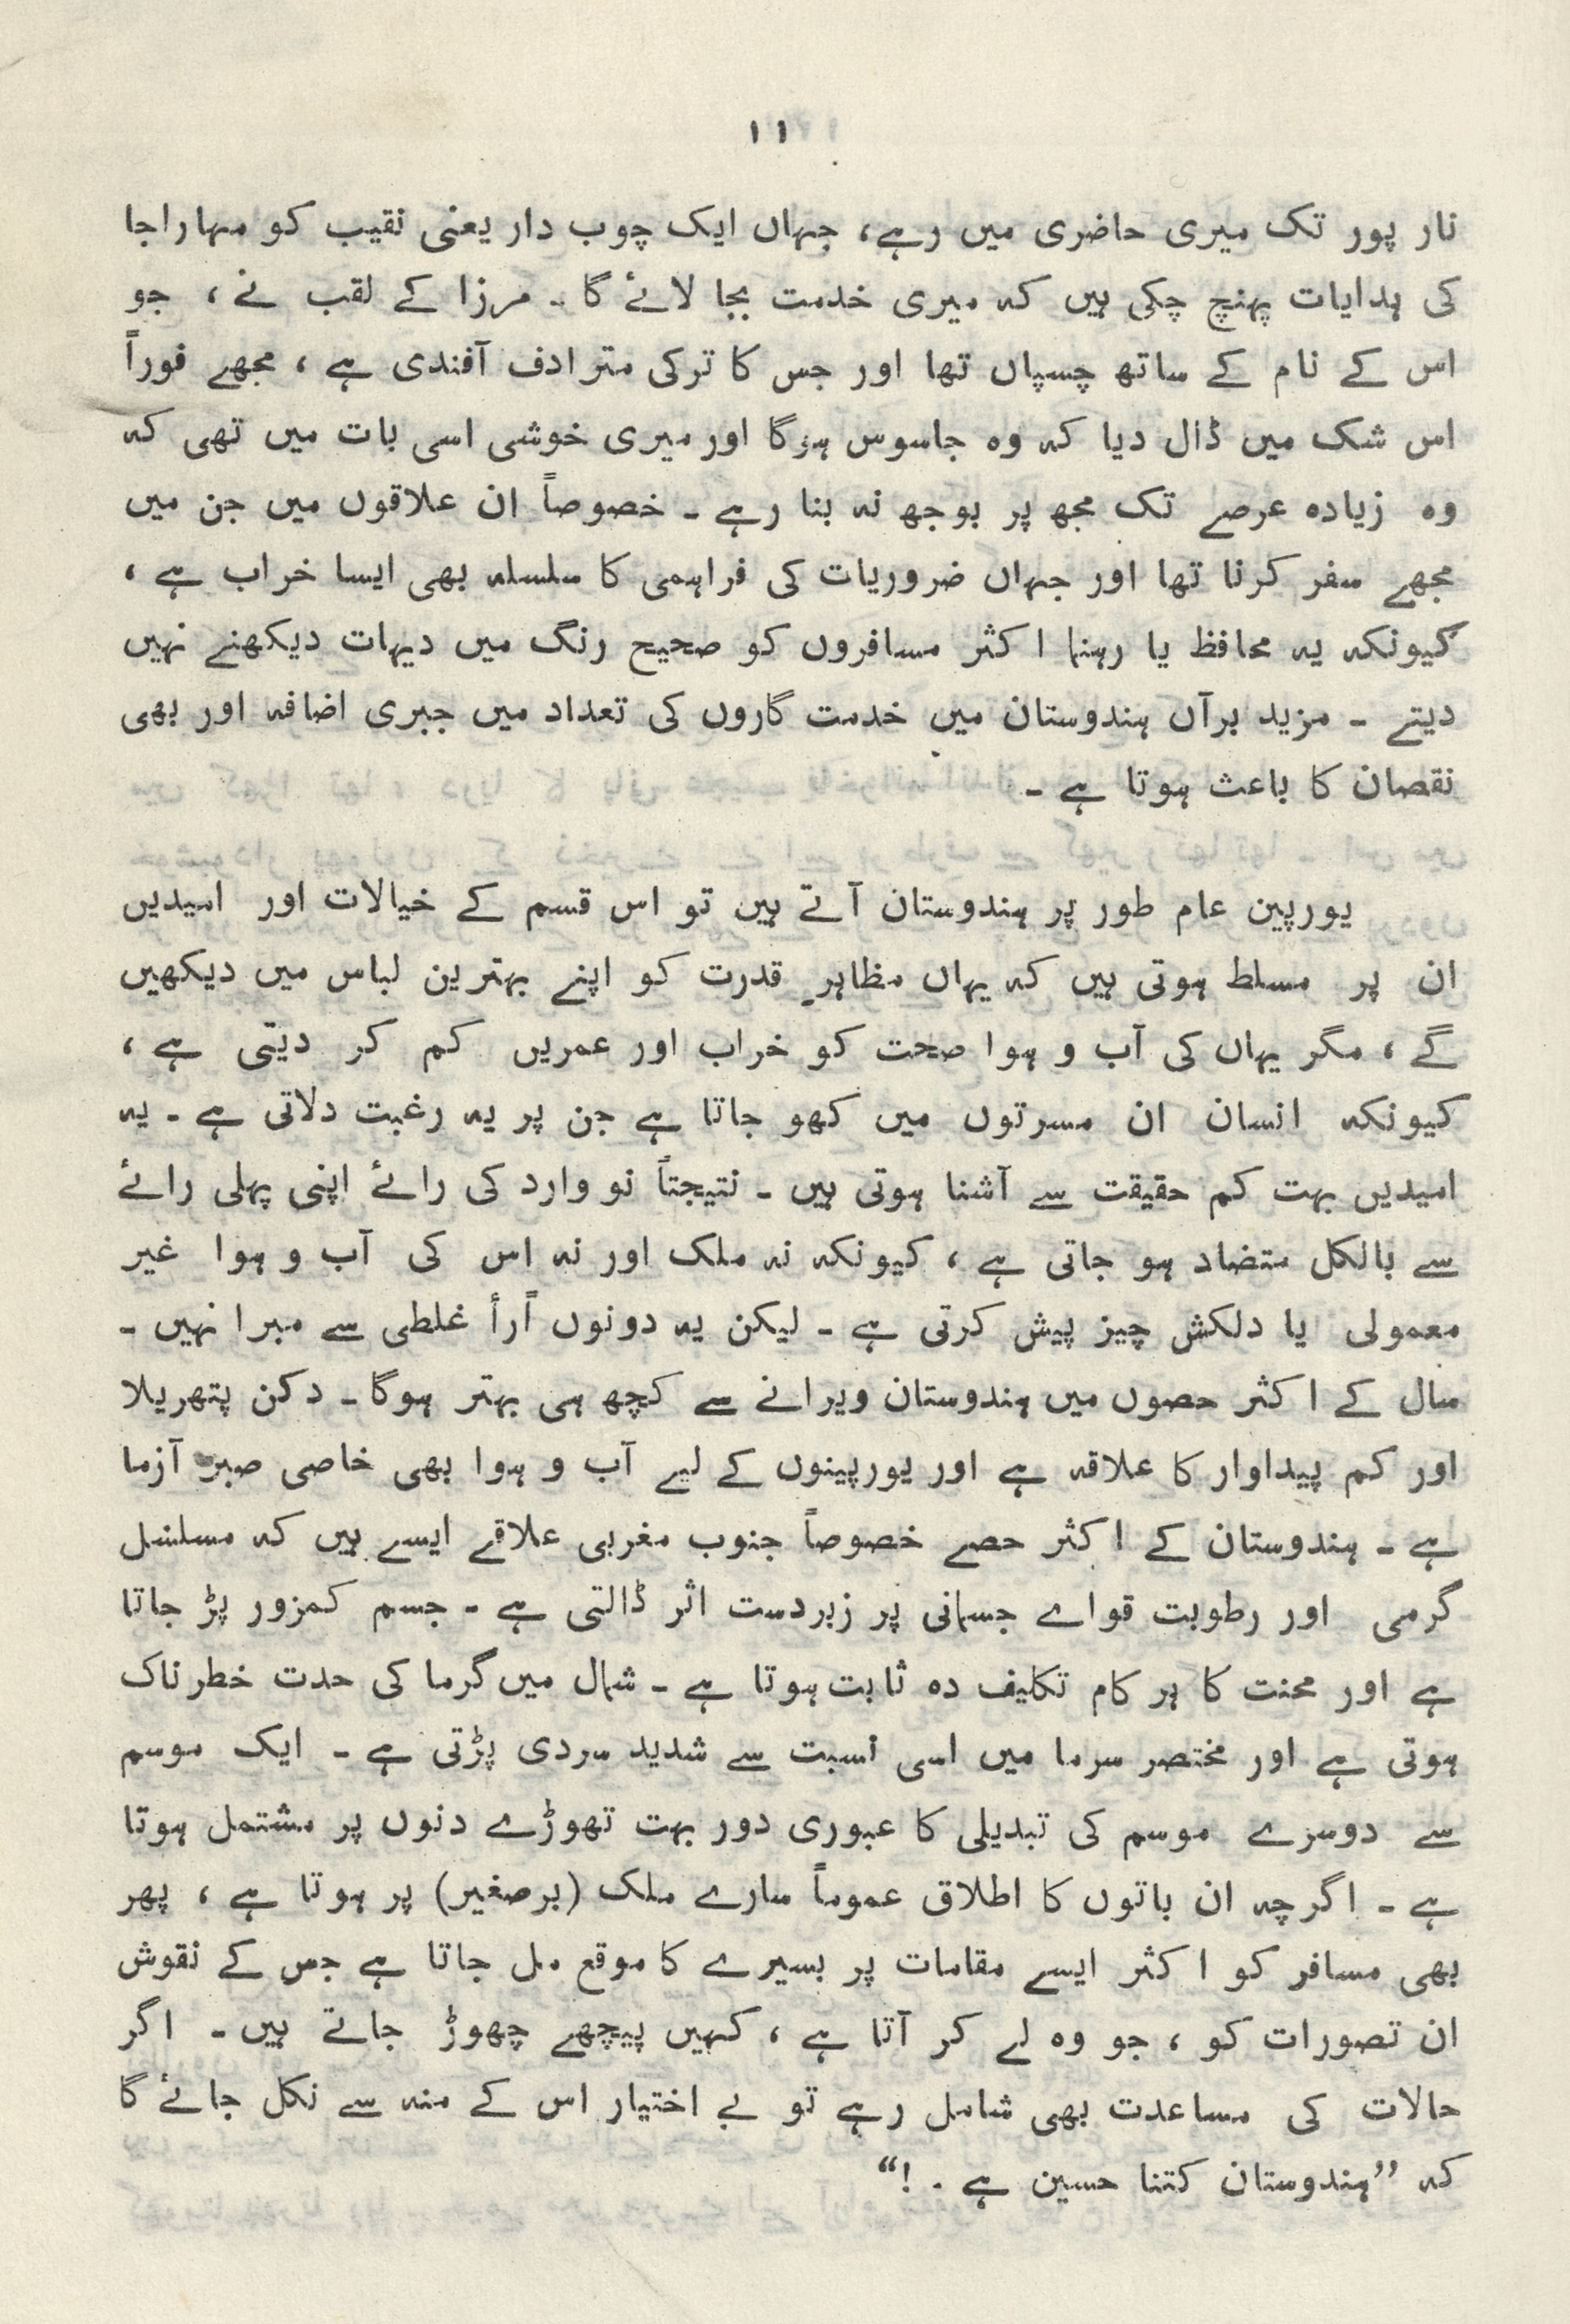 ۱۱
نار پور تک میری حاضری میں رہے، جہاں ایک چوب دار یعنی نقیب کو مہاراجا
کی ہدایات پہنچ چکی ہیں کہ میری خدمت بجا لائے گا ۔ مرزا کے لقب نے ، جو
اس کے نام کے ساتھ چسپاں تھا اور جس کا ترکی مترادف آفندی ہے ، مجھے فوراً
اس شک میں ڈال دیا کہ وہ جاسوس ہوگا اور میری خوشی اسی بات میں تھی کہ
وہ زیادہ عرصے تک مجھ پر بوجھ نہ بنا رہے ۔ خصوصاً ان علاقوں میں جن میں
مجھے سفر کرنا تھا اور جہاں ضروریات کی فراہمی کا سلسلہ بھی ایسا خراب ہے ،
کیونکہ یہ محافظ یا رہنما اکثر مسافروں کو صحیح رنگ میں دیہات دیکھنے نہیں
دیتے ۔ مزید برآں ہندوستان میں خدمت گاروں کی تعداد میں جبری اضافہ اور بھی
نقصان کا باعث ہوتا ہے ۔
یورپین عام طور پر ہندوستان آتے ہیں تو اس قسم کے خیالات اور امیدیں
ان پر مسلط ہوتی ہیں کہ یہاں مظاہرِ قدرت کو اپنے بہترین لباس میں دیکھیں
گے ، مگر یہاں کی آب و ہوا صحت کو خراب اور عمریں کم کر دیتی ہے ،
کیونکہ انسان ان مسرتوں میں کھو جاتا ہے جن پر یہ رغبت دلاتی ہے ۔ یہ
امیدیں بہت کم حقیقت سے آشنا ہوتی ہیں ۔ نتیجتاً نو وارد کی رائے اپنی پہلی رائے
سے بالکل متضاد ہو جاتی ہے ، کیونکہ نہ ملک اور نہ اس کی آب و ہوا غیر
معمولی یا دلکش چیز پیش کرتی ہے ۔ لیکن یہ دونوں اًرأ غلطی سے مبرا نہیں ۔
سال کے اکثر حصوں میں ہندوستان ویرانے سے کچھ ہی بہتر ہوگا ۔ دکن پتھریلا
اور کم پیداوار کا علاقہ ہے اور یورپینوں کے لیے آب و ہوا بھی خاصی صبر آزما
ہے ۔ ہندوستان کے اکثر حصے خصوصاً جنوب مغربی علاقے ایسے ہیں کہ مسلسل
گرمی اور رطوبت قواے جسمانی پر زبردست اثر ڈالتی ہے ۔ جسم کمزور پڑ جاتا
ہے اور محنت کا ہر کام تکلیف دہ ثابت ہوتا ہے ۔ شمال میں گرما کی حدت خطرناک
ہوتی ہے اور مختصر سرما میں اسی نسبت سے شدید سردی پڑتی ہے ۔ ایک موسم
سے دوسرے موسم کی تبدیلی کا عبوری دور بہت تھوڑے دنوں پر مشتمل ہوتا
ہے ۔ اگرچہ ان باتوں کا اطلاق عموماً سارے ملک (برصغیر) پر ہوتا ہے ، پھر
بھی مسافر کو اکثر ایسے مقامات پر بسیرے کا موقع مل جاتا ہے جس کے نقوش
ان تصورات کو ، جو وہ لے کر آتا ہے ، کہیں پیچھے چھوڑ جاتے ہیں ۔ اگر
حالات کی مساعدت بھی شامل رہے تو بے اختیار اس کے منہ سے نکل جائے گا
کہ ”ہندوستان کتنا حسین ہے ۔ !“